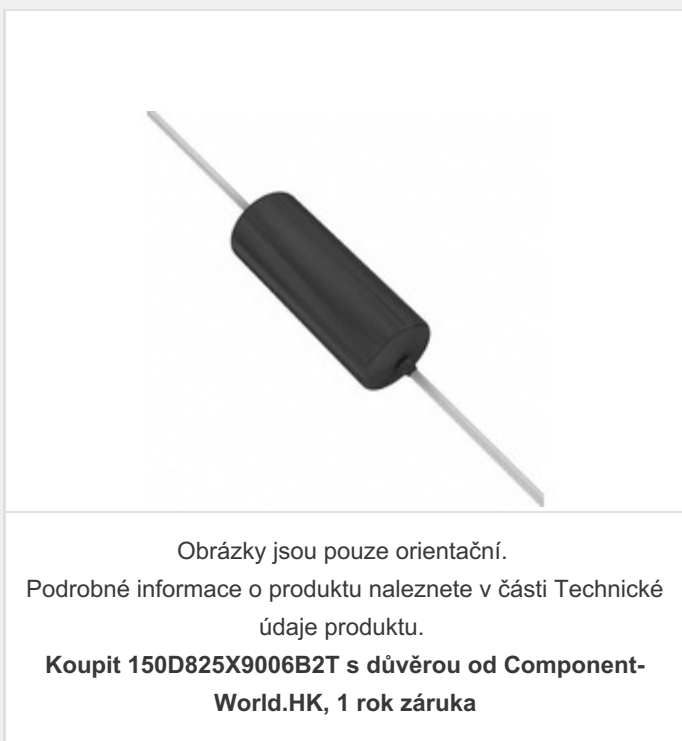 Obrázky jsou pouze orientační.
Podrobné informace o produktu naleznete v části Technické
údaje produktu.
Koupit 150D825X9006B2T s důvěrou od Component-
World.HK, 1 rok záruka